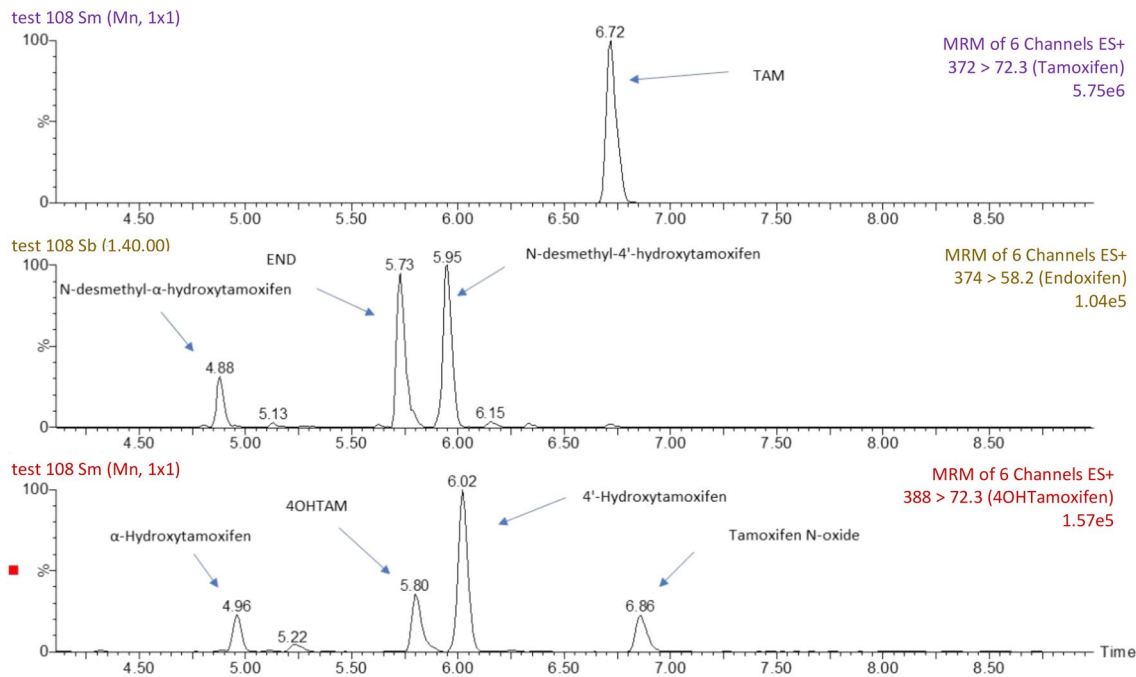 test 108 Sm (Mn, 1x1)
MRM of 6 Channels ES+
372 > 72.3 (Tamoxifen)
5.75e6
100
6.72
TAM
%
0
4.50 5.00 5.50 6.00 6.50 7.00 7.50 8.00 8.50
test 108 Sb (1.40.00)
MRM of 6 Channels ES+
374 > 58.2 (Endoxifen)
1.04e5
END
N-desmethyl-4'-hydroxytamoxifen
N-desmethyl-α-hydroxytamoxifen
100
5.73 5.95
%
4.88
5.13 6.15
0
4.50 5.00 5.50 6.00 6.50 7.00 7.50 8.00 8.50
test 108 Sm (Mn, 1x1)
MRM of 6 Channels ES+
388 > 72.3 (4OHTamoxifen)
1.57e5
100
6.02
4'-Hydroxytamoxifen
4OHTAM
α-Hydroxytamoxifen
Tamoxifen N-oxide
%
5.80
4.96 6.86
5.22
0
Time
4.50 5.00 5.50 6.00 6.50 7.00 7.50 8.00 8.50